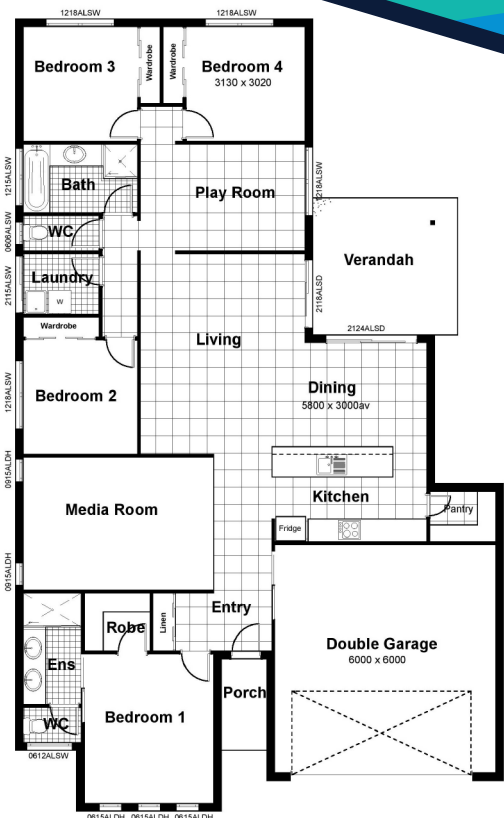 1218ALSW
1218ALSW
Bedroom 3
Wardrobe
Wardrobe
Bedroom 4
3130 x 3020
1215ALSW
Bath
Play Room
1218ALSW
0608ALSW
WC
Verandah
2115ALSW
Laundry
W
2118ALSD
Wardrobe
Living
2124ALSD
1218ALSW
Bedroom 2
Dining
5800 x 3000av
0915ALDH
Media Room
Kitchen
Pantry
Fridge
0915ALDH
Robe
Linen
Entry
Ens
Double Garage
6000 x 6000
Porch
WC
Bedroom 1
0612ALSW
0615ALDH
0615ALDH
0615ALDH